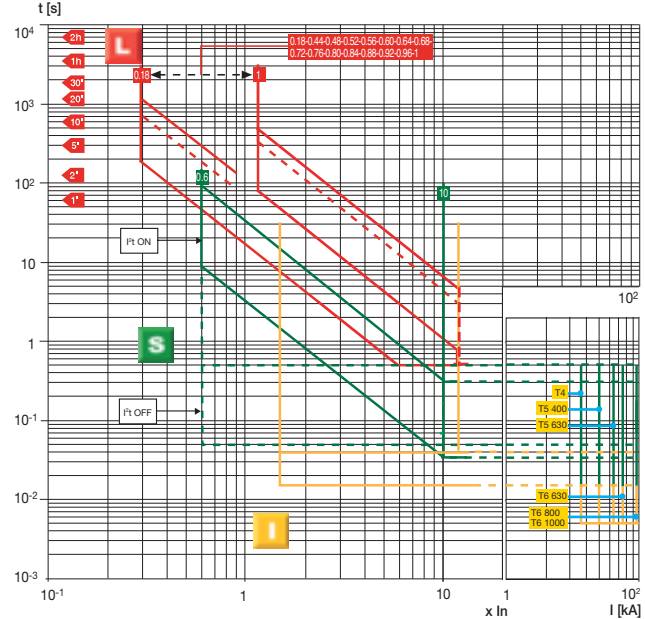 t [s]
10⁴
2h
L
0.18-0.44-0.48-0.52-0.56-0.60-0.64-0.68-
0.72-0.76-0.80-0.84-0.88-0.92-0.96-1
1h
0.18
1
30'
20'
10³
10'
5'
10²
2'
0.6
10
1'
I²t ON
10
10²
S
1
T4
I²t OFF
T5 400
10⁻¹
T5 630
10⁻²
T6 630
T6 800
T6 1000
I
10⁻³
10⁻¹
1
10
1
10²
x In
I [kA]